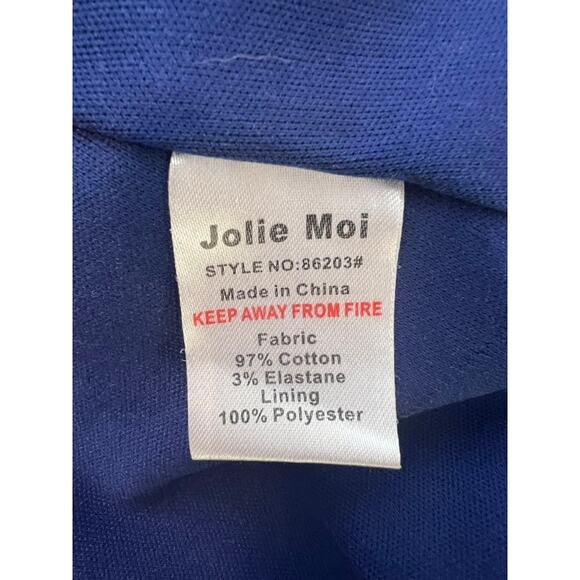 Jolie Moi
STYLE NO:86203#
Made in China
KEEP AWAY FROM FIRE
Fabric
97% Cotton
3% Elastane
Lining
100% Polyester